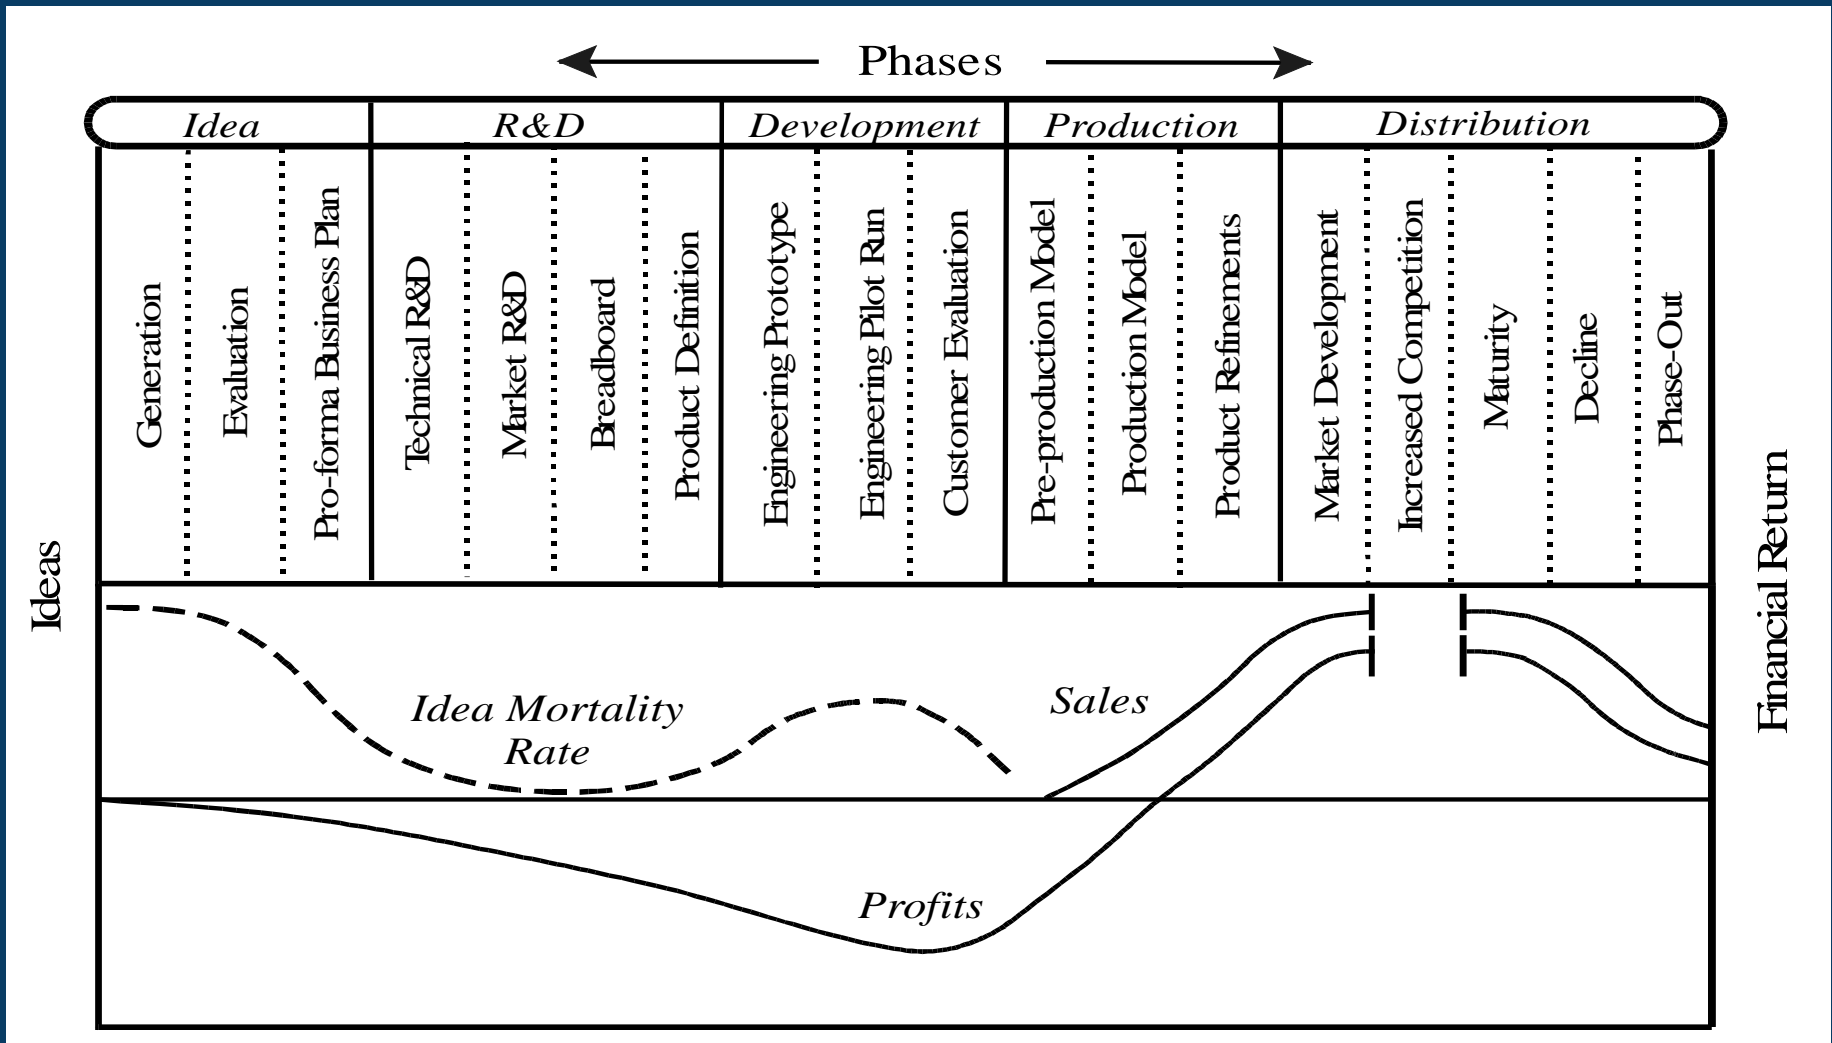 Phases
Idea
R&D
Development
Production
Distribution
Generation
Evaluation
Pro-forma Business Plan
Technical R&D
Market R&D
Breadboard
Product Definition
Engineering Prototype
Engineering Pilot Run
Customer Evaluation
Pre-production Model
Production Model
Product Refinements
Market Development
Increased Competition
Maturity
Decline
Phase-Out
Ideas
Financial Return
Idea Mortality
Rate
Sales
Profits